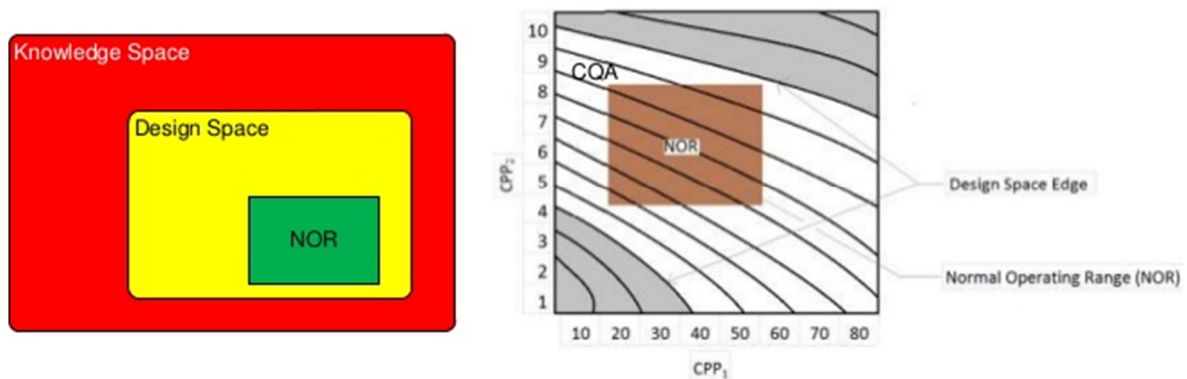 Knowledge Space
Design Space
NOR
10
9
8
7
6
5
4
3
2
1
CPP₂
CQA
NOR
10 20 30 40 50 60 70 80
CPP₁
Design Space Edge
Normal Operating Range (NOR)